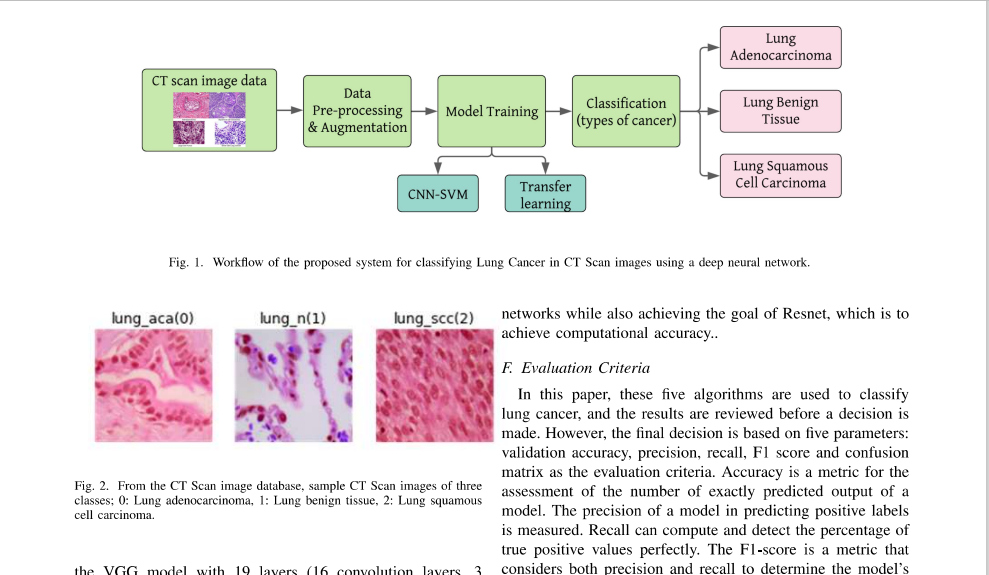 CT scan image data
Data
Pre-processing
& Augmentation
Model Training
CNN-SVM
Transfer
learning
Classification
(types of cancer)
Lung
Adenocarcinoma
Lung Benign
Tissue
Lung Squamous
Cell Carcinoma
Fig. 1. Workflow of the proposed system for classifying Lung Cancer in CT Scan images using a deep neural network.
lung_aca(0)
lung_n(1)
lung_scc(2)
Fig. 2. From the CT Scan image database, sample CT Scan images of three
classes; 0: Lung adenocarcinoma, 1: Lung benign tissue, 2: Lung squamous
cell carcinoma.
the VGG model with 19 layers (16 convolution layers, 3
networks while also achieving the goal of Resnet, which is to
achieve computational accuracy..
F. Evaluation Criteria
In this paper, these five algorithms are used to classify
lung cancer, and the results are reviewed before a decision is
made. However, the final decision is based on five parameters:
validation accuracy, precision, recall, F1 score and confusion
matrix as the evaluation criteria. Accuracy is a metric for the
assessment of the number of exactly predicted output of a
model. The precision of a model in predicting positive labels
is measured. Recall can compute and detect the percentage of
true positive values perfectly. The F1-score is a metric that
considers both precision and recall to determine the model's